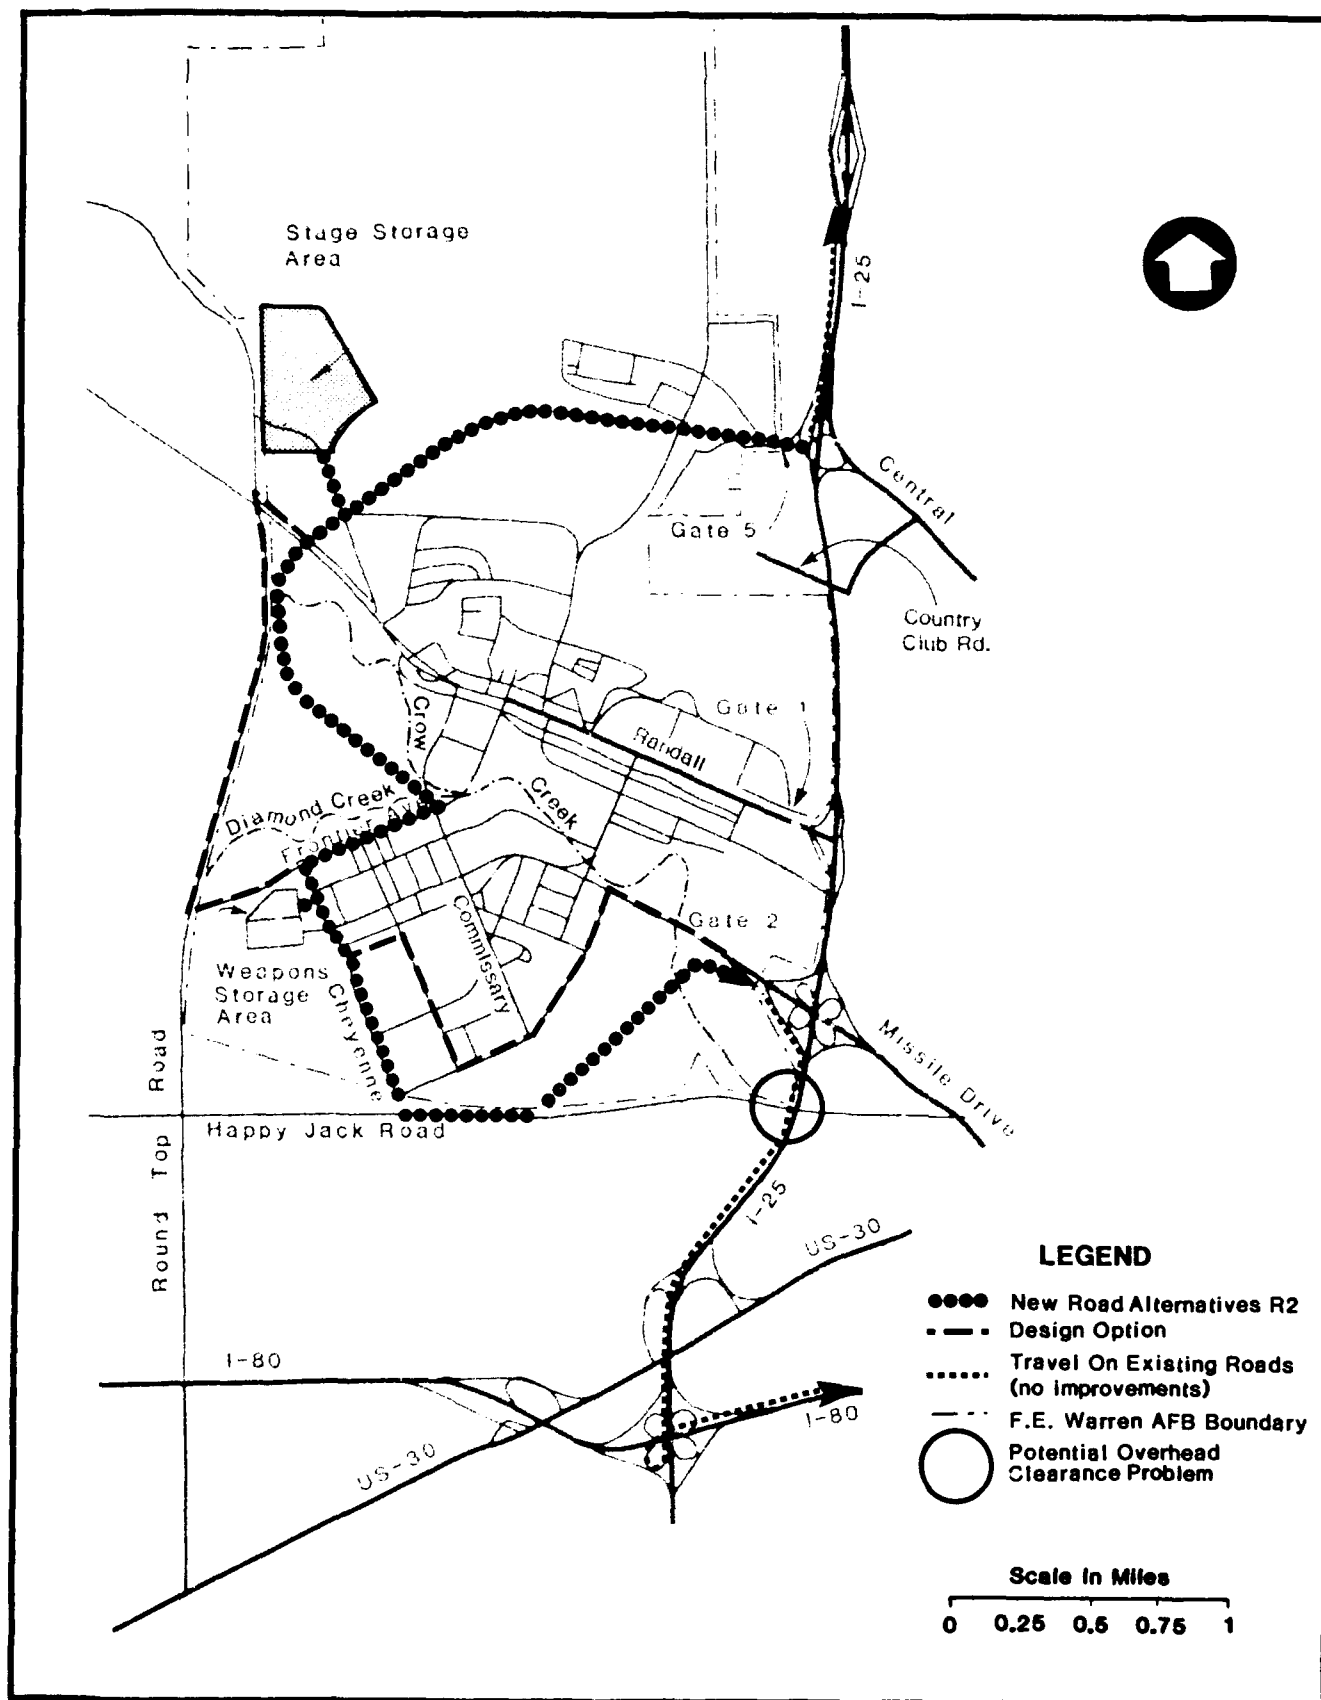 Stage Storage
Area
I-25
Central
Gate 5
Country
Club Rd.
Crow
Gate 1
Randall
Diamond Creek
Creek
Frontier Ave
Commissary
Gate 2
Weapons
Storage
Area
Cheyenne
Missile Drive
Happy Jack Road
Round Top Road
I-25
US-30
I-80
I-80
US-30
LEGEND
New Road Alternatives R2
Design Option
Travel On Existing Roads
(no improvements)
F.E. Warren AFB Boundary
Potential Overhead
Clearance Problem
Scale in Miles
0 0.25 0.5 0.75 1